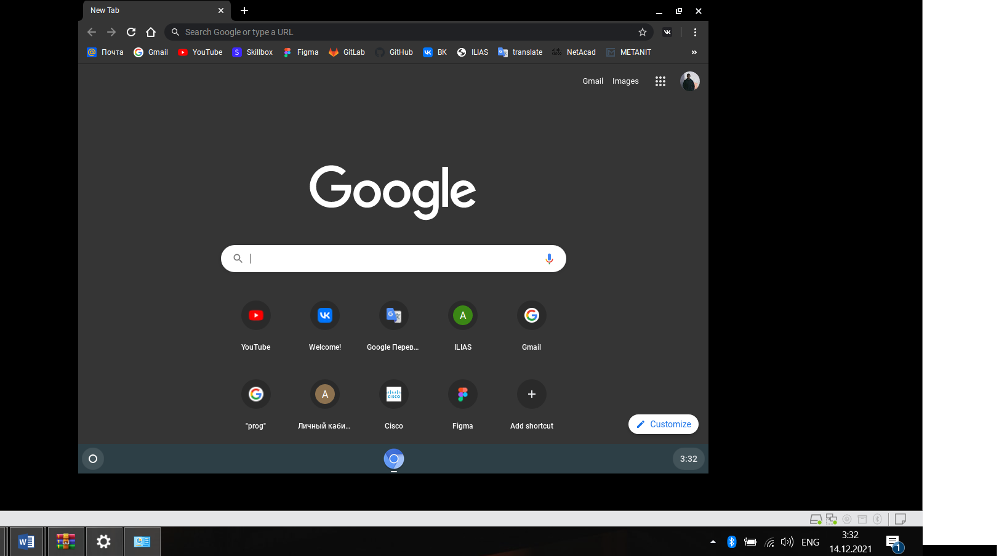 New Tab
Search Google or type a URL
Почта Gmail YouTube Skillbox Figma GitLab GitHub ВК ILIAS translate NetAcad METANIT »
Gmail Images
Google
YouTube Welcome! Google Перев... ILIAS Gmail
"prog" Личный каби... Cisco Figma Add shortcut
Customize
3:32
ENG
3:32
14.12.2021
1